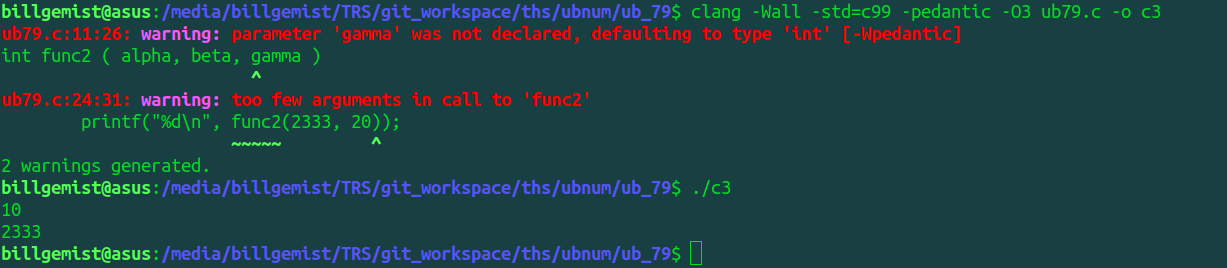 billgemist@asus:/media/billgemist/TRS/git_workspace/ths/ubnum/ub_79$ clang -Wall -std=c99 -pedantic -O3 ub79.c -o c3
ub79.c:11:26: warning: parameter 'gamma' was not declared, defaulting to type 'int' [-Wpedantic]
int func2 ( alpha, beta, gamma )
                         ^
ub79.c:24:31: warning: too few arguments in call to 'func2'
        printf("%d\n", func2(2333, 20));
                       ~~~~~         ^
2 warnings generated.
billgemist@asus:/media/billgemist/TRS/git_workspace/ths/ubnum/ub_79$ ./c3
10
2333
billgemist@asus:/media/billgemist/TRS/git_workspace/ths/ubnum/ub_79$